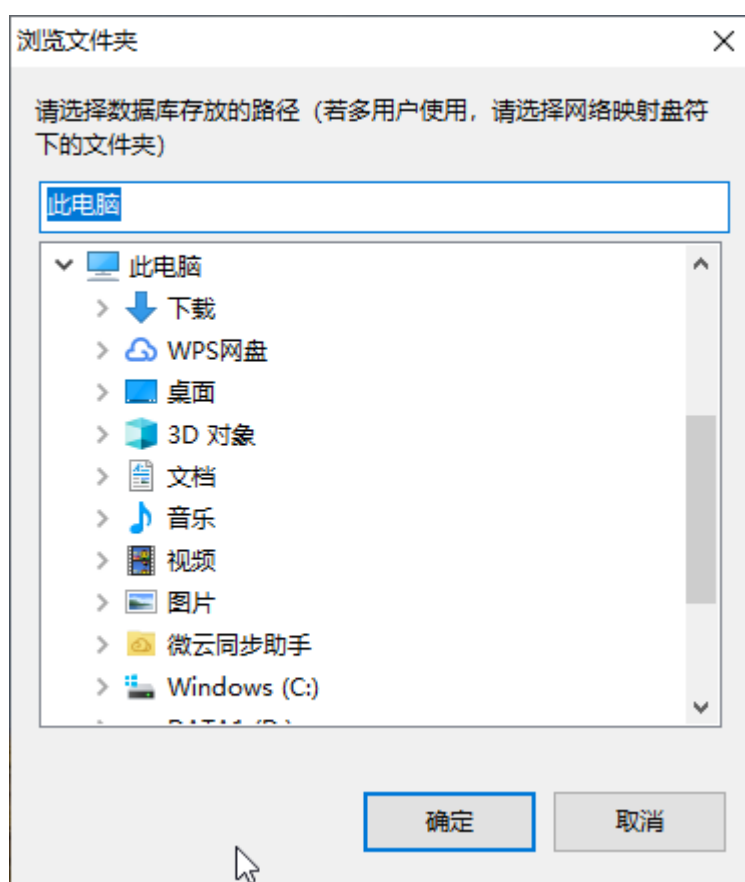 浏览文件夹
请选择数据库存放的路径（若多用户使用，请选择网络映射盘符
下的文件夹）
此电脑
此电脑
下载
WPS网盘
桌面
3D 对象
文档
音乐
视频
图片
微云同步助手
Windows (C:)
确定
取消